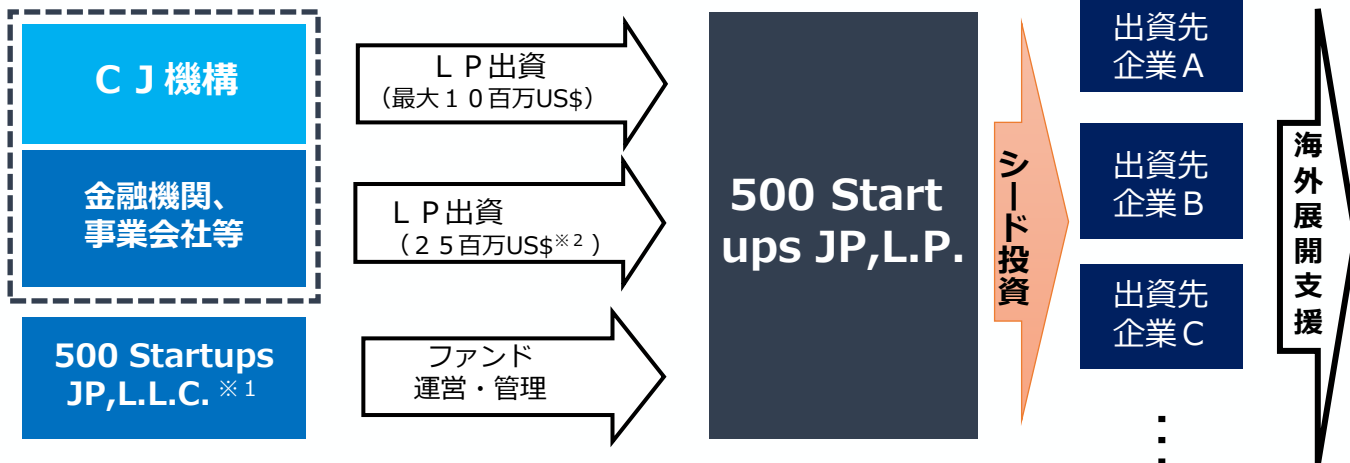 ＣＪ機構
金融機関、
事業会社等
500 Startups
JP,L.L.C. ※１
ＬＰ出資
（最大１０百万US$）
ＬＰ出資
（２５百万US$※２）
ファンド
運営・管理
500 Start
ups JP,L.P.
シード投資
出資先
企業Ａ
出資先
企業Ｂ
出資先
企業Ｃ
⋮
海外展開支援